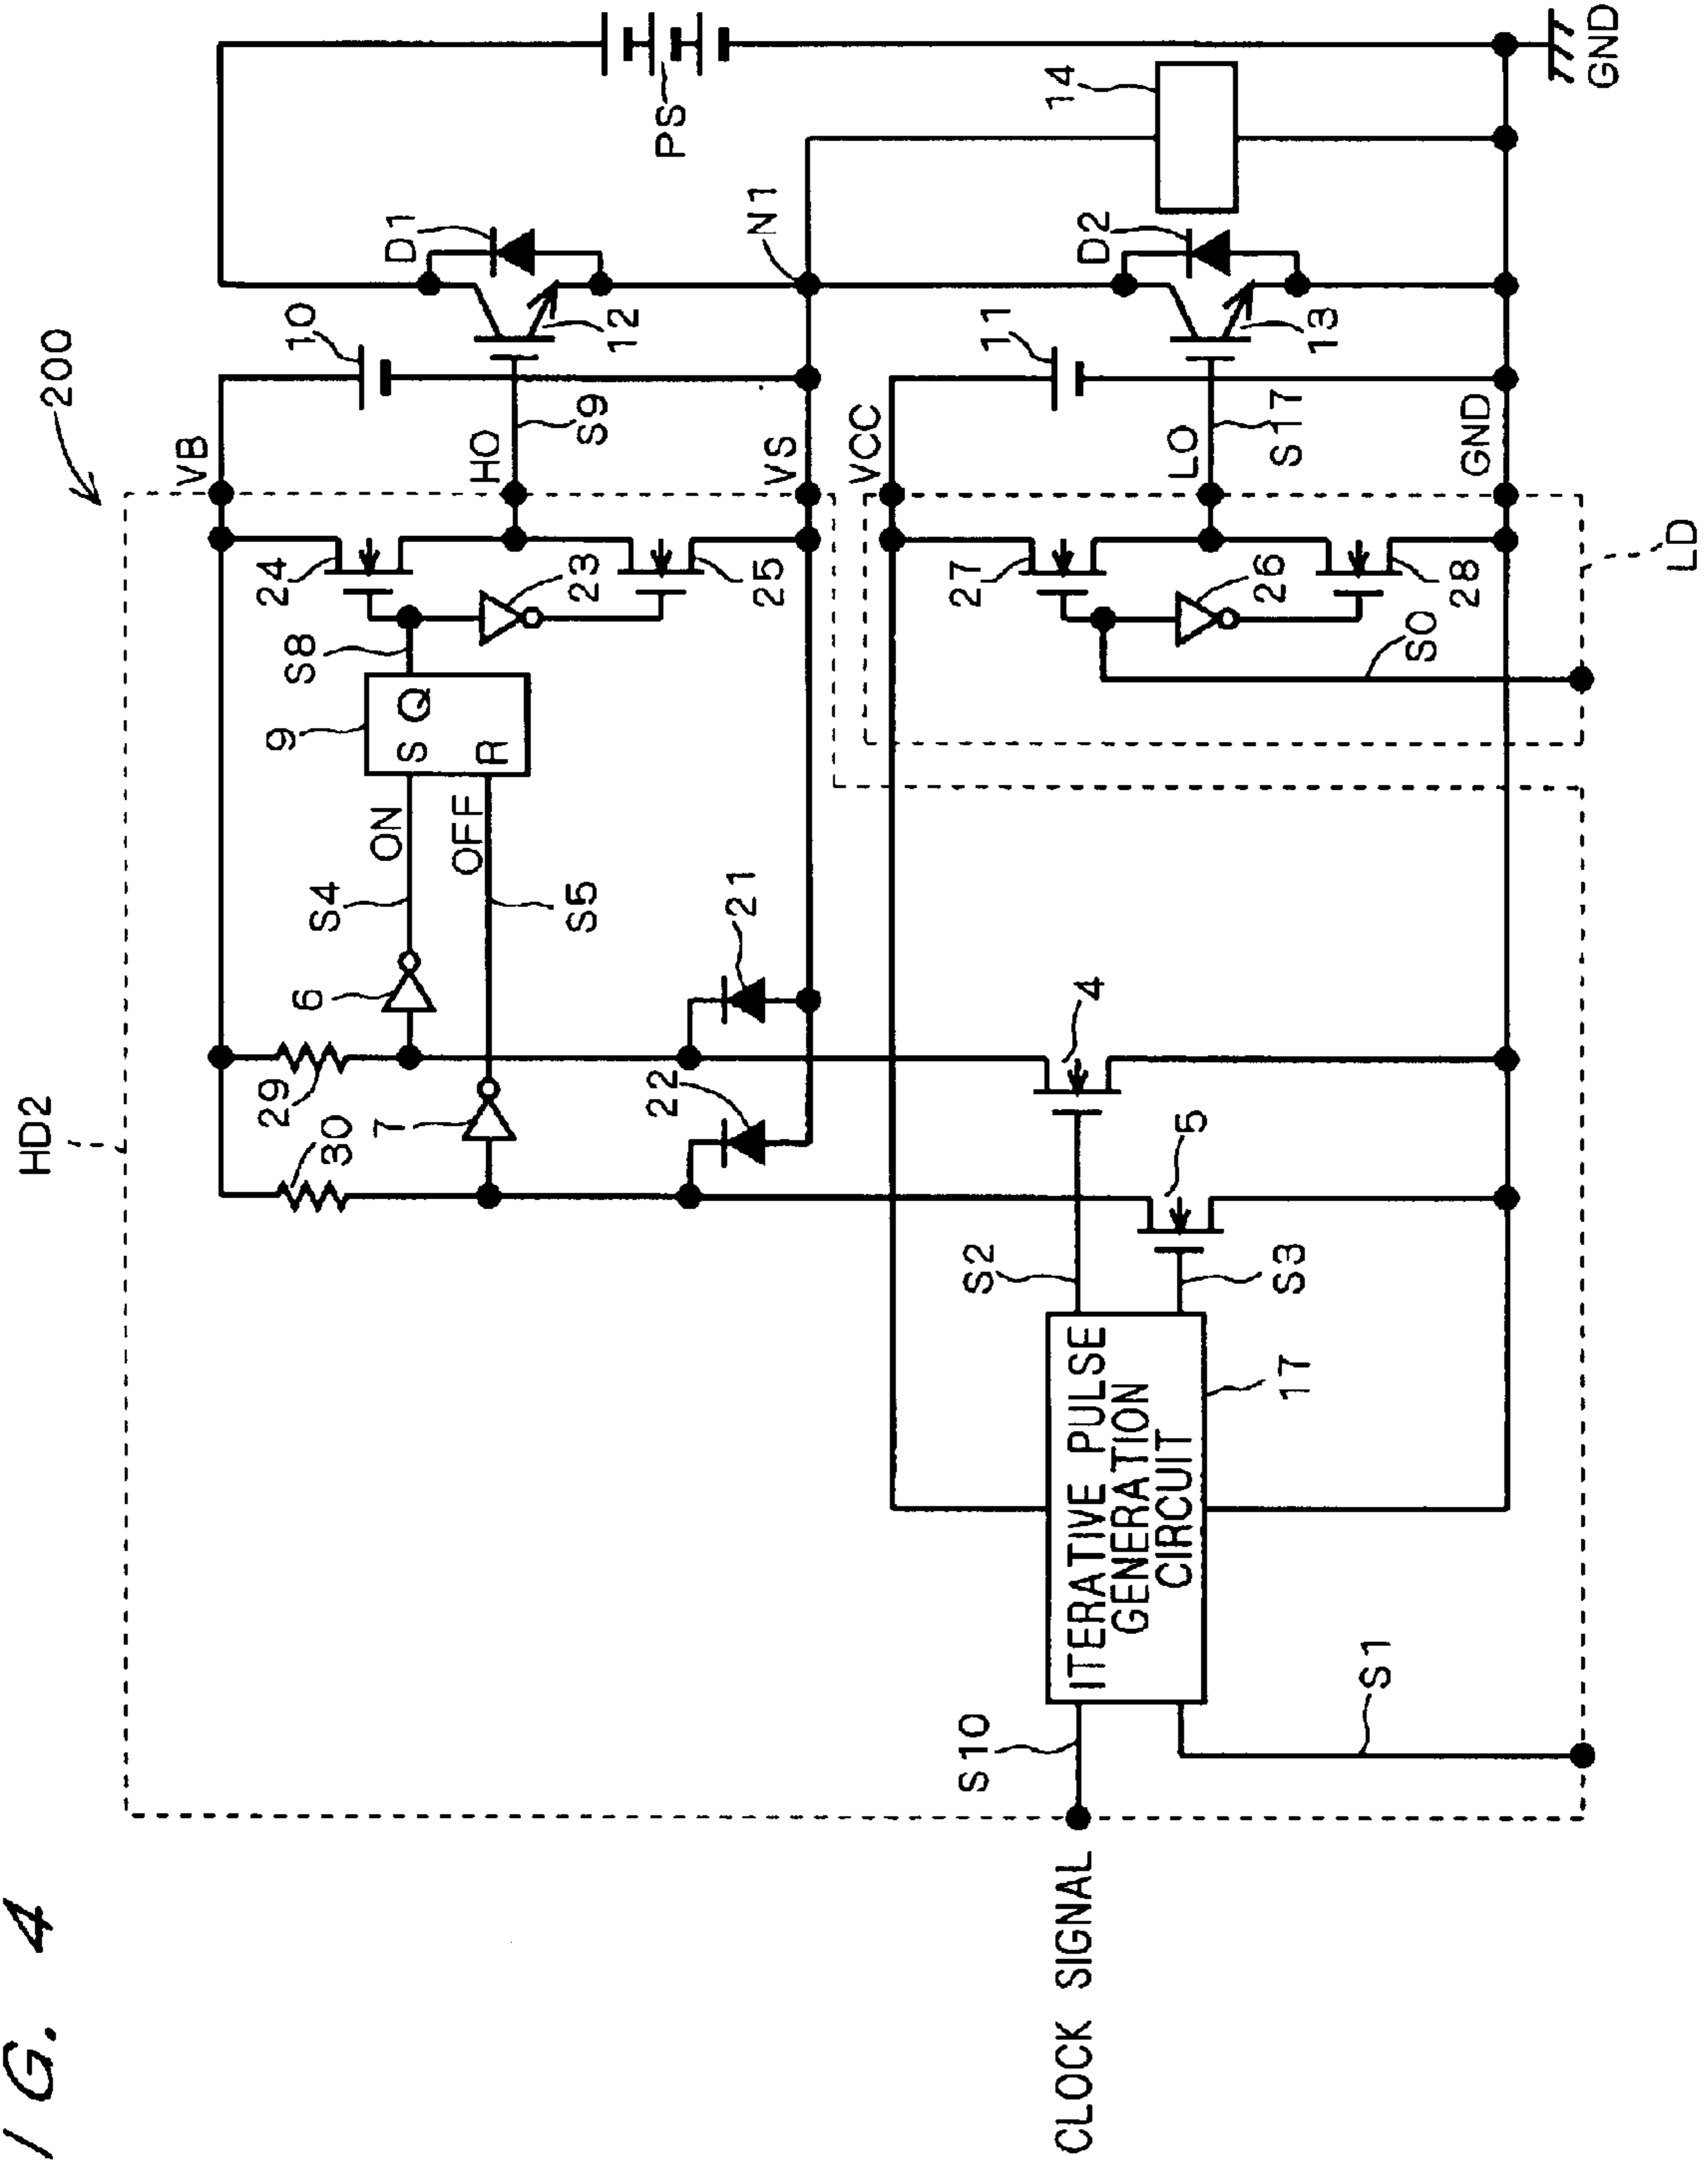 I G. 4
200
HD2
VB
10
D1
PS
24
HO
S9
12
S8
23
9
S Q
R
ON
OFF
S4
S5
6
7
29
30
25
VS
N1
14
21
22
VCC
11
D2
27
LO
S17
13
26
28
GND
GND
S0
LD
4
5
S2
S3
ITERATIVE PULSE
GENERATION
CIRCUIT
17
S10
S1
CLOCK SIGNAL